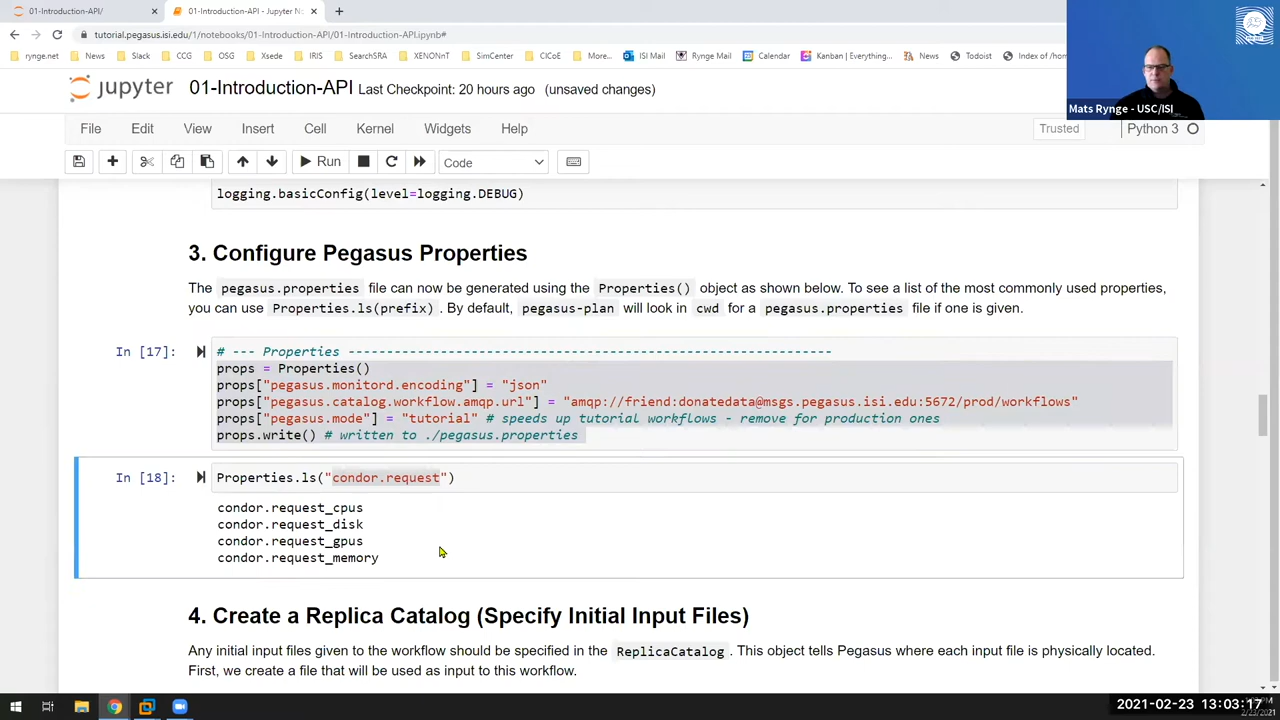 01-Introduction-API/
01-Introduction-API - Jupyter N
tutorial.pegasus.isi.edu/1/notebooks/01-Introduction-API/01-Introduction-API.ipynb#
rynge.net
News
Slack
CCG
OSG
Xsede
IRIS
SearchSRA
XENONnT
SimCenter
CICoE
More...
ISI Mail
Rynge Mail
Calendar
Kanban | Everything...
News
Todoist
Index of /hom
Mats Rynge - USC/ISI
jupyter 01-Introduction-API Last Checkpoint: 20 hours ago (unsaved changes)
File Edit View Insert Cell Kernel Widgets Help
Trusted
Python 3
Run
Code
logging.basicConfig(level=logging.DEBUG)
3. Configure Pegasus Properties
The pegasus.properties file can now be generated using the Properties() object as shown below. To see a list of the most commonly used properties,
you can use Properties.ls(prefix). By default, pegasus-plan will look in cwd for a pegasus.properties file if one is given.
In [17]:
# --- Properties ---------------------------------------------------------------
props = Properties()
props["pegasus.monitord.encoding"] = "json"
props["pegasus.catalog.workflow.amqp.url"] = "amqp://friend:donatedata@msgs.pegasus.isi.edu:5672/prod/workflows"
props["pegasus.mode"] = "tutorial" # speeds up tutorial workflows - remove for production ones
props.write() # written to ./pegasus.properties
In [18]:
Properties.ls("condor.request")
condor.request_cpus
condor.request_disk
condor.request_gpus
condor.request_memory
4. Create a Replica Catalog (Specify Initial Input Files)
Any initial input files given to the workflow should be specified in the ReplicaCatalog. This object tells Pegasus where each input file is physically located.
First, we create a file that will be used as input to this workflow.
2021-02-23 13:03:17